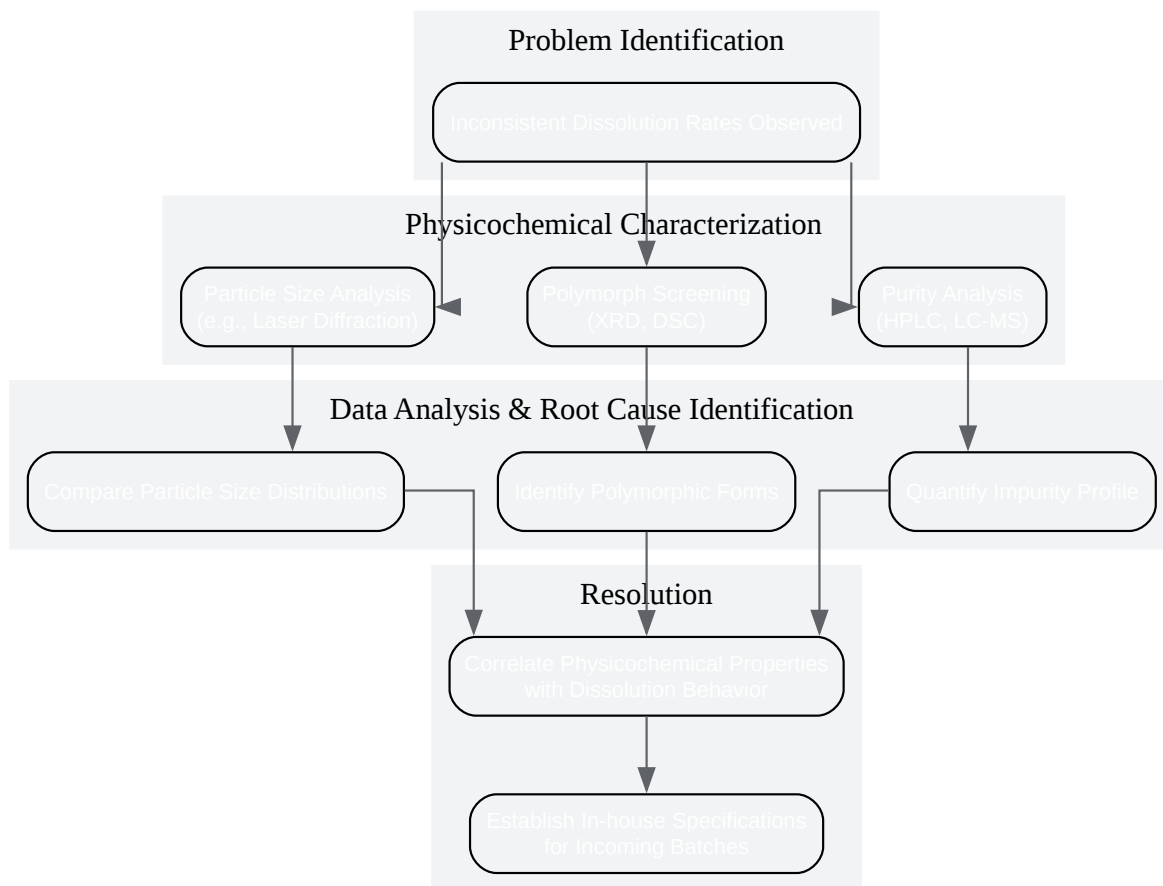 Problem Identification
Inconsistent Dissolution Rates Observed
Physicochemical Characterization
Particle Size Analysis
(e.g., Laser Diffraction)
Polymorph Screening
(XRD, DSC)
Purity Analysis
(HPLC, LC-MS)
Data Analysis & Root Cause Identification
Compare Particle Size Distributions
Identify Polymorphic Forms
Quantify Impurity Profile
Resolution
Correlate Physicochemical Properties
with Dissolution Behavior
Establish In-house Specifications
for Incoming Batches